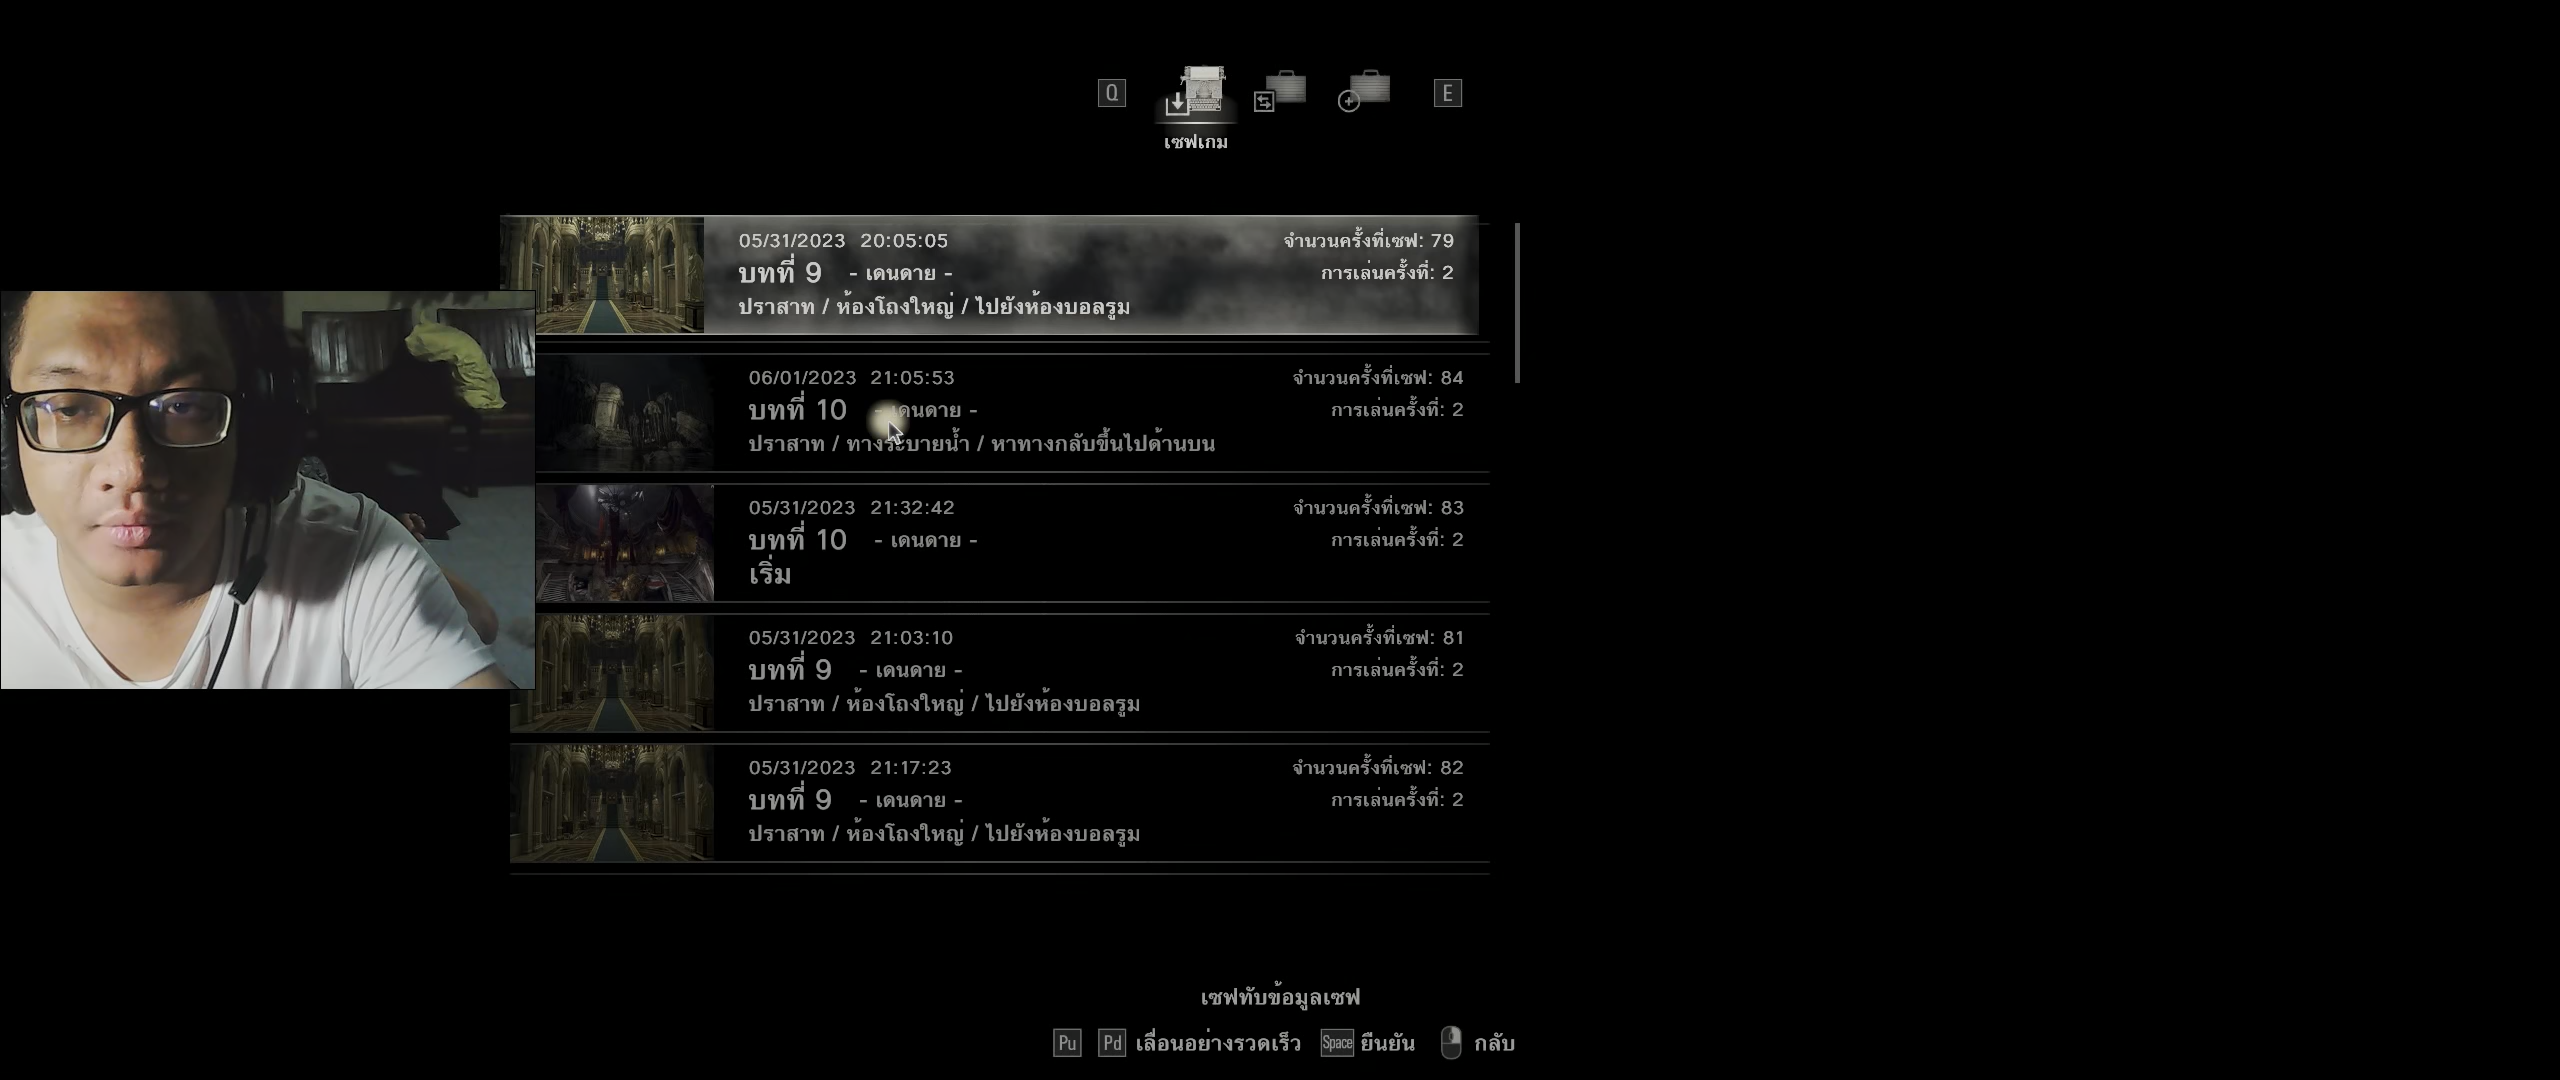 Q E
เซฟเกม
05/31/2023 20:05:05 จำนวนครั้งที่เซฟ: 79
บทที่ 9 - เดนดาย - การเล่นครั้งที่: 2
ปราสาท / ห้องโถงใหญ่ / ไปยังห้องบอลรูม
06/01/2023 21:05:53 จำนวนครั้งที่เซฟ: 84
บทที่ 10 - เดนดาย - การเล่นครั้งที่: 2
ปราสาท / ทางระบายน้ำ / หาทางกลับขึ้นไปด้านบน
05/31/2023 21:32:42 จำนวนครั้งที่เซฟ: 83
บทที่ 10 - เดนดาย - การเล่นครั้งที่: 2
เริ่ม
05/31/2023 21:03:10 จำนวนครั้งที่เซฟ: 81
บทที่ 9 - เดนดาย - การเล่นครั้งที่: 2
ปราสาท / ห้องโถงใหญ่ / ไปยังห้องบอลรูม
05/31/2023 21:17:23 จำนวนครั้งที่เซฟ: 82
บทที่ 9 - เดนดาย - การเล่นครั้งที่: 2
ปราสาท / ห้องโถงใหญ่ / ไปยังห้องบอลรูม
เซฟทับข้อมูลเซฟ
Pu Pd เลื่อนอย่างรวดเร็ว Space ยืนยัน กลับ